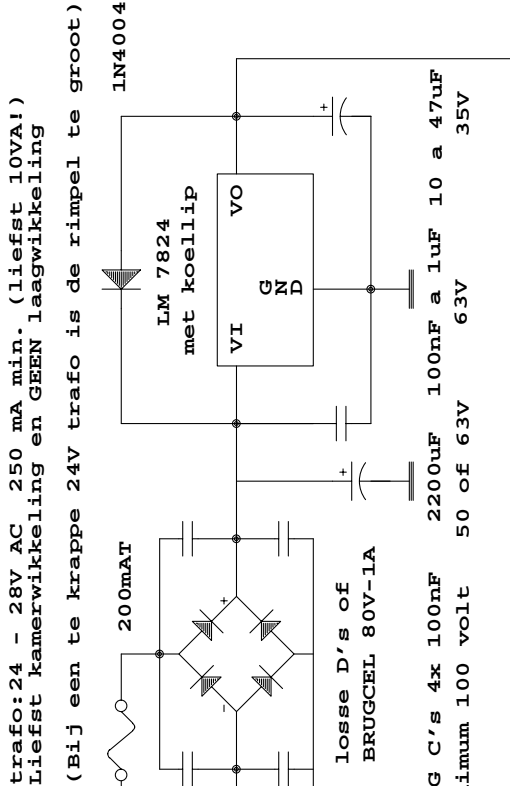 trafo:24 - 28V AC 250 mA min. (liefst 10VA!)
Liefst kamerwikkeling en GEEN laagwikkeling
(Bij een te krappe 24V trafo is de rimpel te groot)
200mAT
1N4004
LM 7824
met koellip
VI
VO
GND
+
+
+
-
losse D's of
BRUGCEL 80V-1A
G C's 4x 100nF
imum 100 volt
2200uF
50 of 63V
100nF a 1uF
63V
10 a 47uF
35V